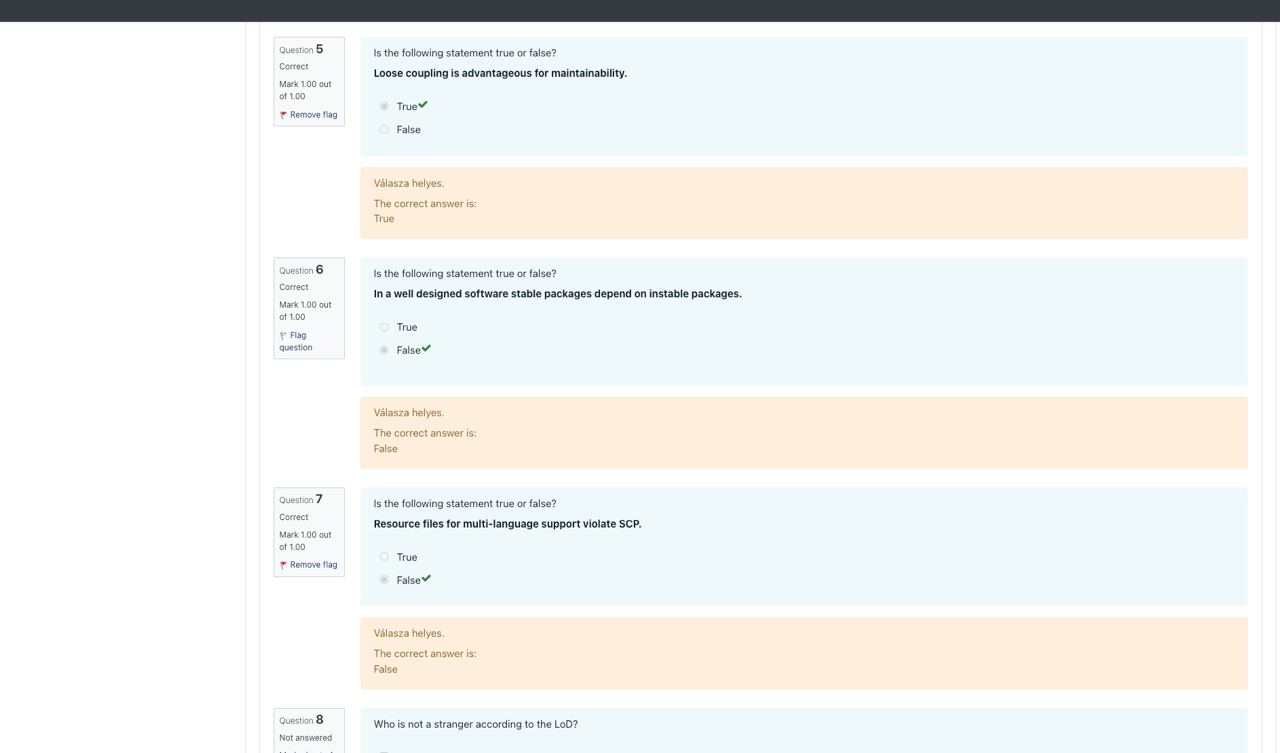 Question 5
Correct
Mark 1.00 out
of 1.00
Remove flag
Is the following statement true or false?
Loose coupling is advantageous for maintainability.
True
False
Válasza helyes.
The correct answer is:
True
Question 6
Correct
Mark 1.00 out
of 1.00
Flag
question
Is the following statement true or false?
In a well designed software stable packages depend on instable packages.
True
False
Válasza helyes.
The correct answer is:
False
Question 7
Correct
Mark 1.00 out
of 1.00
Remove flag
Is the following statement true or false?
Resource files for multi-language support violate SCP.
True
False
Válasza helyes.
The correct answer is:
False
Question 8
Not answered
Who is not a stranger according to the LoD?